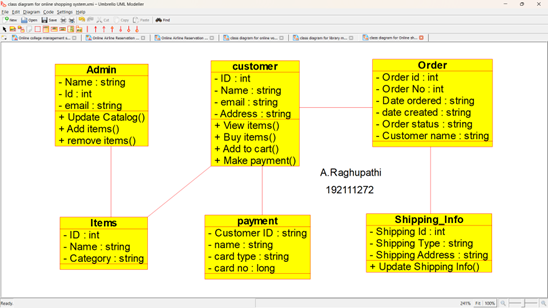 class diagram for online shopping system.xmi – Umbrello UML Modeller
File Edit Diagram Code Settings Help
New Open Save Cut Copy Paste Find
Online college management s... Online Airline Reservation ... Online Airline Reservation ... class diagram for online vo... class diagram for library m... class diagram for Online sh...
Admin
- Name : string
- Id : int
- email : string
+ Update Catalog()
+ Add items()
+ remove items()
customer
- ID : int
- Name : string
- email : string
- Address : string
+ View items()
+ Buy items()
+ Add to cart()
+ Make payment()
Order
- Order id : int
- Order No : int
- Date ordered : string
- date created : string
- Order status : string
- Customer name : string
A.Raghupathi
192111272
Items
- ID : int
- Name : string
- Category : string
payment
- Customer ID : string
- name : string
- card type : string
- card no : long
Shipping_Info
- Shipping Id : int
- Shipping Type : string
- Shipping Address : string
+ Update Shipping Info()
Ready. 241% Fit 100%